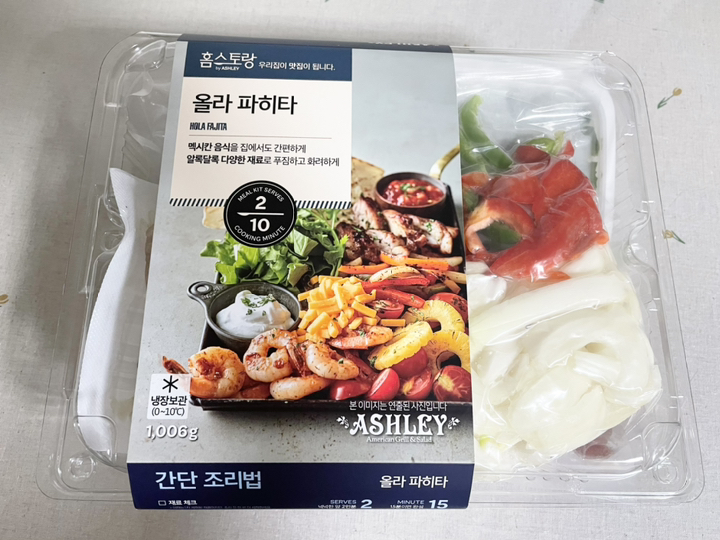 홈스토랑
by ASHLEY
우리집이 맛집이 됩니다.
올라 파히타
HOLA FAJITA
멕시칸 음식을 집에서도 간편하게
알록달록 다양한 재료로 푸짐하고 화려하게
MEAL KIT SERVES
2
10
COOKING MINUTE
냉장보관
(0~10℃)
1,006g
본 이미지는 연출된 사진입니다
ASHLEY
American Grill & Salad
간단 조리법
올라 파히타
재료 체크
SERVES 2
MINUTE 15